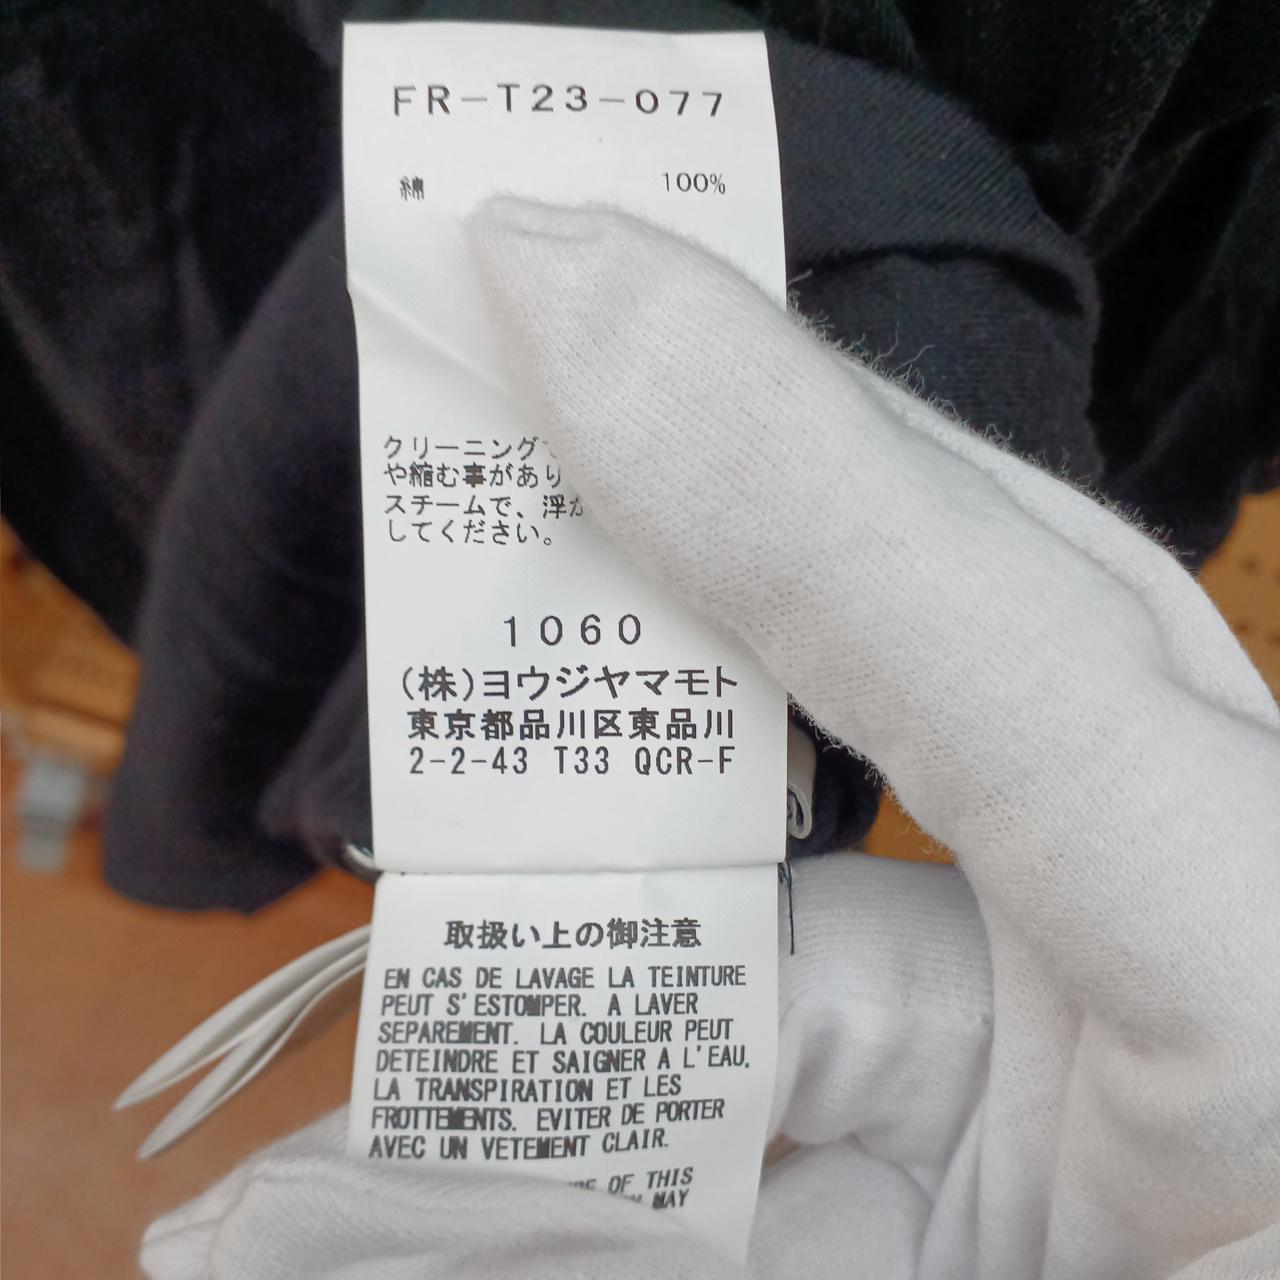 FR-T23-077
綿 100%
クリーニング
や縮む事があり
スチームで、浮か
してください。
1060
(株)ヨウジヤマモト
東京都品川区東品川
2-2-43 T33 QCR-F
取扱い上の御注意
EN CAS DE LAVAGE LA TEINTURE
PEUT S'ESTOMPER. A LAVER
SEPAREMENT. LA COULEUR PEUT
DETEINDRE ET SAIGNER A L'EAU,
LA TRANSPIRATION ET LES
FROTTEMENTS. EVITER DE PORTER
AVEC UN VETEMENT CLAIR.
OF THIS
MAY